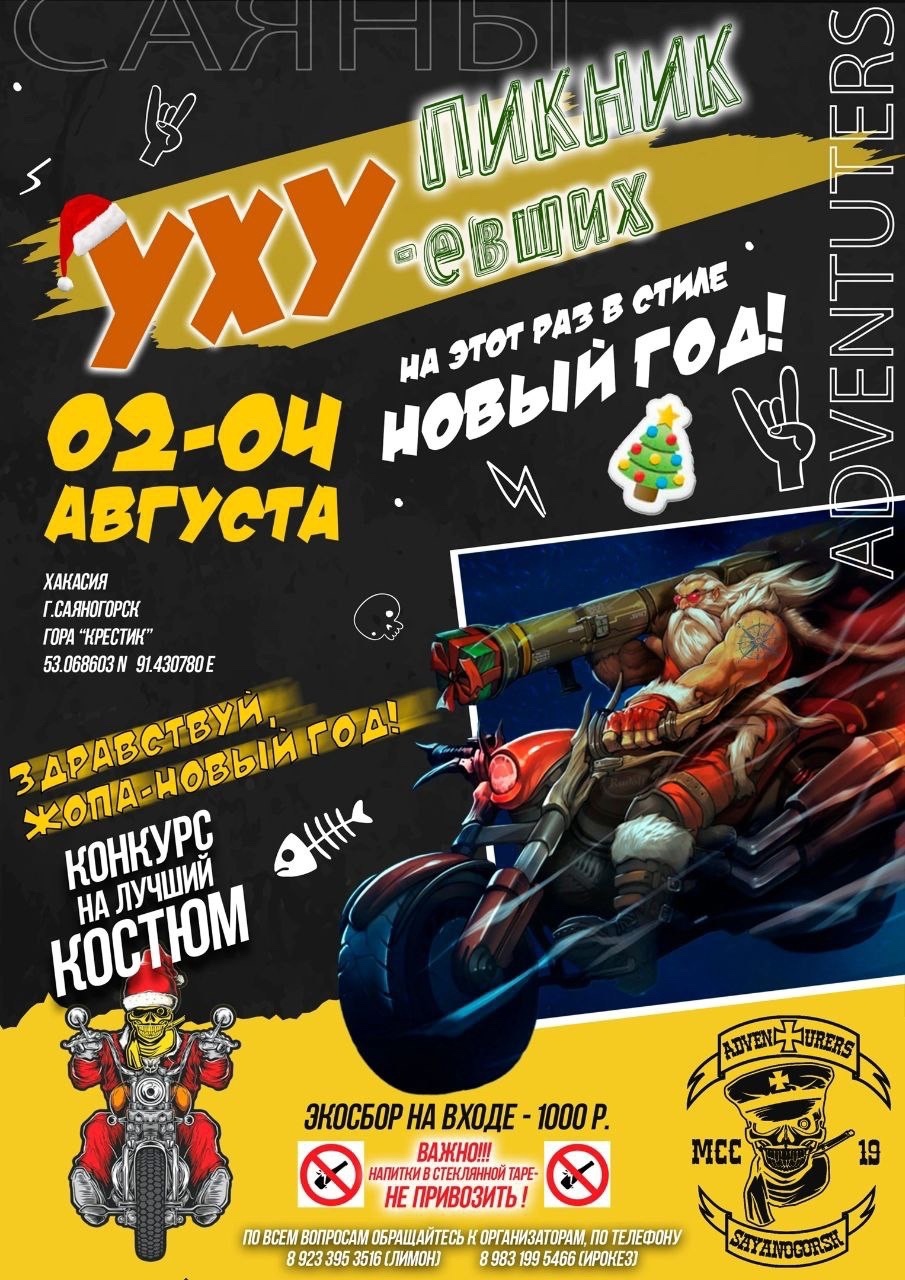 САЯНЫ
ADVENTUTERS
УХУ
ПИКНИК
-евших
НА ЭТОТ РАЗ В СТИЛЕ
НОВЫЙ ГОД!
02-04
АВГУСТА
ХАКАСИЯ
Г.САЯНОГОРСК
ГОРА “КРЕСТИК”
53.068603 N 91.430780 E
ЗДРАВСТВУЙ,
ЖОПА-НОВЫЙ ГОД!
КОНКУРС
НА ЛУЧШИЙ
КОСТЮМ
ADVENTURERS
MCC 19
SAYANOGORSK
ЭКОСБОР НА ВХОДЕ - 1000 Р.
ВАЖНО!!!
НАПИТКИ В СТЕКЛЯННОЙ ТАРЕ-
НЕ ПРИВОЗИТЬ !
ПО ВСЕМ ВОПРОСАМ ОБРАЩАЙТЕСЬ К ОРГАНИЗАТОРАМ, ПО ТЕЛЕФОНУ
8 923 395 3516 (ЛИМОН) 8 983 199 5466 (ИРОКЕЗ)